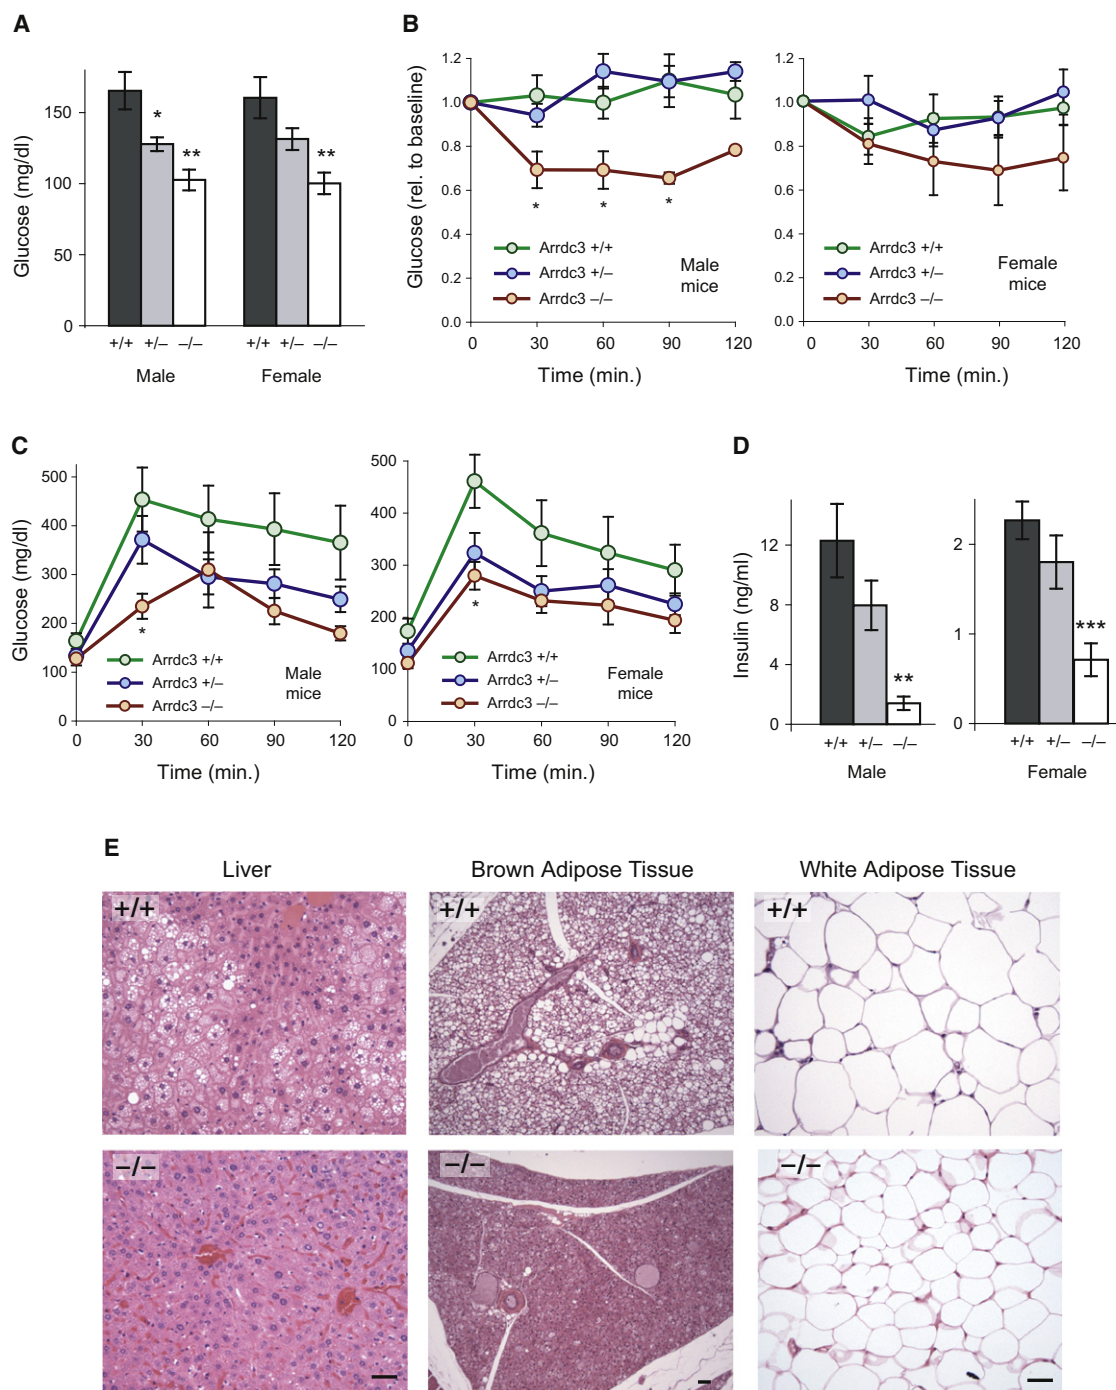 A
Glucose (mg/dl)
150
100
50
0
*
**
**
+/+ +/– –/– +/+ +/– –/–
Male Female
B
Glucose (rel. to baseline)
1.2
1.0
0.8
0.6
0.4
0.2
0.0
* * *
Arrdc3 +/+
Arrdc3 +/–
Arrdc3 –/–
Male
mice
0 30 60 90 120
Time (min.)
1.2
1.0
0.8
0.6
0.4
0.2
0.0
Arrdc3 +/+
Arrdc3 +/–
Arrdc3 –/–
Female
mice
0 30 60 90 120
Time (min.)
C
Glucose (mg/dl)
500
400
300
200
100
0
*
Arrdc3 +/+
Arrdc3 +/–
Arrdc3 –/–
Male
mice
0 30 60 90 120
Time (min.)
500
400
300
200
100
0
*
Arrdc3 +/+
Arrdc3 +/–
Arrdc3 –/–
Female
mice
0 30 60 90 120
Time (min.)
D
Insulin (ng/ml)
12
8
4
0
**
+/+ +/– –/–
Male
2
1
0
***
+/+ +/– –/–
Female
E
Liver Brown Adipose Tissue White Adipose Tissue
+/+ +/+ +/+
–/– –/– –/–